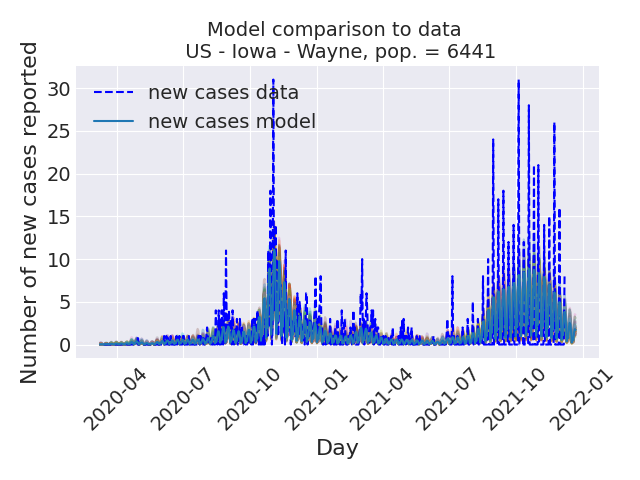 Model comparison to data
US - Iowa - Wayne, pop. = 6441
Number of new cases reported
30
25
20
15
10
5
0
new cases data
new cases model
2020-04
2020-07
2020-10
2021-01
2021-04
2021-07
2021-10
2022-01
Day